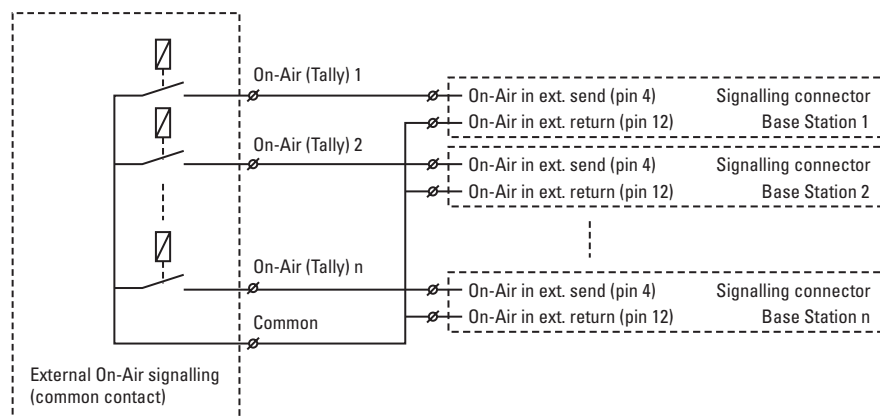 On-Air (Tally) 1
On-Air in ext. send (pin 4) Signalling connector
On-Air in ext. return (pin 12) Base Station 1
On-Air (Tally) 2
On-Air in ext. send (pin 4) Signalling connector
On-Air in ext. return (pin 12) Base Station 2
On-Air (Tally) n
On-Air in ext. send (pin 4) Signalling connector
On-Air in ext. return (pin 12) Base Station n
Common
External On-Air signalling
(common contact)